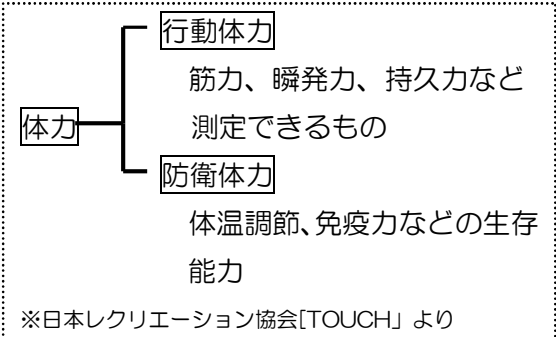 行動体力
筋力、瞬発力、持久力など
測定できるもの
体力
防衛体力
体温調節、免疫力などの生存
能力
※日本レクリエーション協会[TOUCH」より